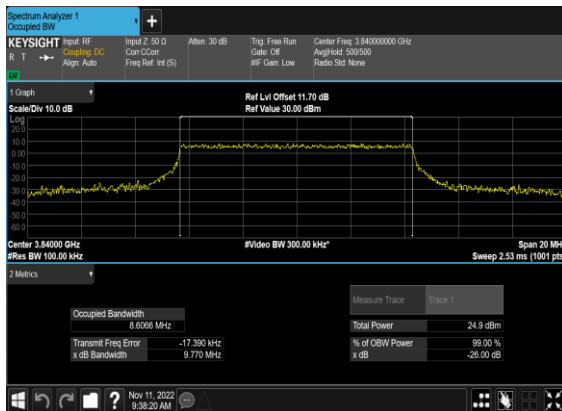 Spectrum Analyzer 1
Occupied BW
KEYSIGHT
R T
Input: RF
Coupling: DC
Align: Auto
Input Z: 50 Ω
Corr CCorr
Freq Ref: Int (S)
Atten: 30 dB
Trig: Free Run
Gate: Off
#IF Gain: Low
Center Freq: 3.840000000 GHz
Avg|Hold: 500/500
Radio Std: None
1 Graph
Scale/Div 10.0 dB
Ref Lvl Offset 11.70 dB
Ref Value 30.00 dBm
Log
20.0
10.0
0.00
-10.0
-20.0
-30.0
-40.0
-50.0
-60.0
Center 3.84000 GHz
#Res BW 100.00 kHz
#Video BW 300.00 kHz*
Span 20 MH
Sweep 2.53 ms (1001 pts
2 Metrics
Measure Trace
Trace 1
Occupied Bandwidth
8.6066 MHz
Total Power
24.9 dBm
Transmit Freq Error
-17.390 kHz
% of OBW Power
99.00 %
x dB Bandwidth
9.770 MHz
x dB
-26.00 dB
?
Nov 11, 2022
9:38:20 AM